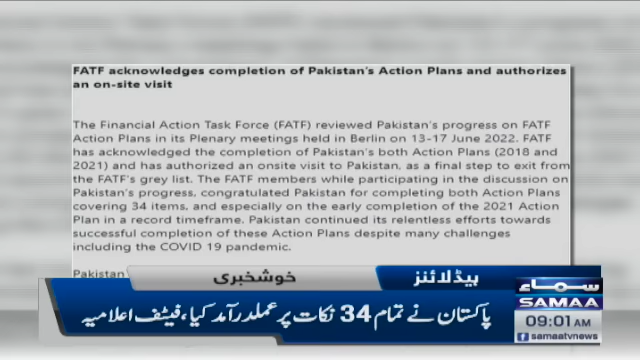 FATF acknowledges completion of Pakistan's Action Plans and authorizes
an on-site visit
The Financial Action Task Force (FATF) reviewed Pakistan's progress on FATF
Action Plans in its Plenary meetings held in Berlin on 13-17 June 2022. FATF
has acknowledged the completion of Pakistan's both Action Plans (2018 and
2021) and has authorized an onsite visit to Pakistan, as a final step to exit from
the FATF's grey list. The FATF members while participating in the discussion on
Pakistan's progress, congratulated Pakistan for completing both Action Plans
covering 34 items, and especially on the early completion of the 2021 Action
Plan in a record timeframe. Pakistan continued its relentless efforts towards
successful completion of these Action Plans despite many challenges
including the COVID 19 pandemic.
Pakistan
ہیڈلائنز
خوشخبری
پاکستان نے تمام 34 نکات پر عملدرآمد کیا، فیٹف اعلامیہ
سماء
SAMAA
09:01 AM
samaatvnews